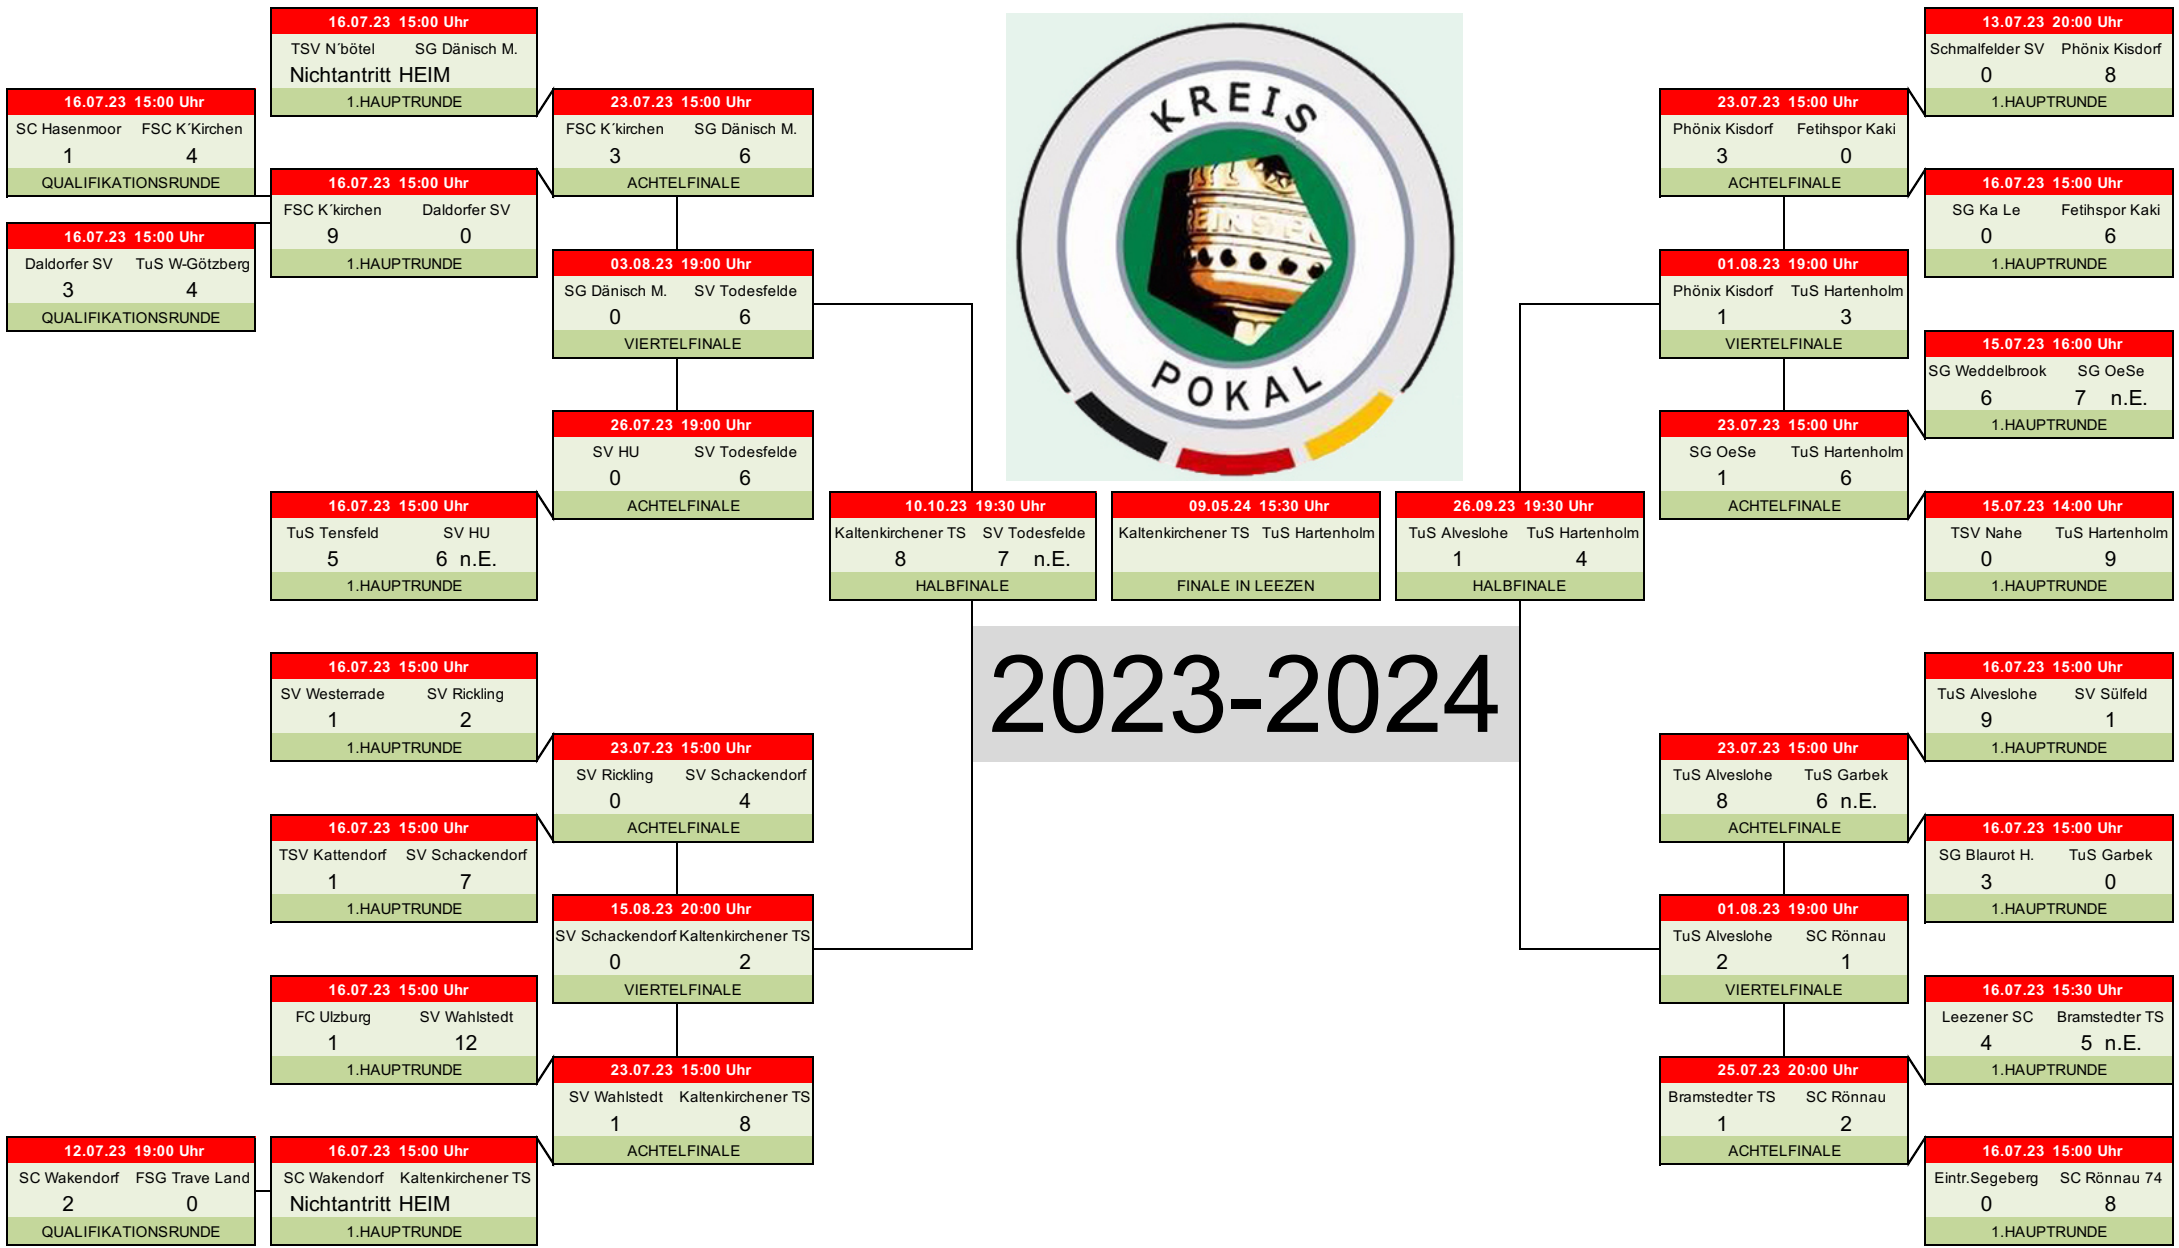 16.07.23 15:00 Uhr
TSV N´bötel SG Dänisch M.
Nichtantritt HEIM
1.HAUPTRUNDE
16.07.23 15:00 Uhr
SC Hasenmoor FSC K´Kirchen
1 4
QUALIFIKATIONSRUNDE
16.07.23 15:00 Uhr
FSC K´kirchen Daldorfer SV
9 0
1.HAUPTRUNDE
16.07.23 15:00 Uhr
Daldorfer SV TuS W-Götzberg
3 4
QUALIFIKATIONSRUNDE
23.07.23 15:00 Uhr
FSC K´kirchen SG Dänisch M.
3 6
ACHTELFINALE
03.08.23 19:00 Uhr
SG Dänisch M. SV Todesfelde
0 6
VIERTELFINALE
26.07.23 19:00 Uhr
SV HU SV Todesfelde
0 6
ACHTELFINALE
16.07.23 15:00 Uhr
TuS Tensfeld SV HU
5 6 n.E.
1.HAUPTRUNDE
16.07.23 15:00 Uhr
SV Westerrade SV Rickling
1 2
1.HAUPTRUNDE
23.07.23 15:00 Uhr
SV Rickling SV Schackendorf
0 4
ACHTELFINALE
16.07.23 15:00 Uhr
TSV Kattendorf SV Schackendorf
1 7
1.HAUPTRUNDE
15.08.23 20:00 Uhr
SV Schackendorf Kaltenkirchener TS
0 2
VIERTELFINALE
16.07.23 15:00 Uhr
FC Ulzburg SV Wahlstedt
1 12
1.HAUPTRUNDE
23.07.23 15:00 Uhr
SV Wahlstedt Kaltenkirchener TS
1 8
ACHTELFINALE
12.07.23 19:00 Uhr
SC Wakendorf FSG Trave Land
2 0
QUALIFIKATIONSRUNDE
16.07.23 15:00 Uhr
SC Wakendorf Kaltenkirchener TS
Nichtantritt HEIM
1.HAUPTRUNDE
KREIS
POKAL
10.10.23 19:30 Uhr
Kaltenkirchener TS SV Todesfelde
8 7 n.E.
HALBFINALE
09.05.24 15:30 Uhr
Kaltenkirchener TS TuS Hartenholm
FINALE IN LEEZEN
26.09.23 19:30 Uhr
TuS Alveslohe TuS Hartenholm
1 4
HALBFINALE
2023-2024
13.07.23 20:00 Uhr
Schmalfelder SV Phönix Kisdorf
0 8
1.HAUPTRUNDE
23.07.23 15:00 Uhr
Phönix Kisdorf Fetihspor Kaki
3 0
ACHTELFINALE
16.07.23 15:00 Uhr
SG Ka Le Fetihspor Kaki
0 6
1.HAUPTRUNDE
01.08.23 19:00 Uhr
Phönix Kisdorf TuS Hartenholm
1 3
VIERTELFINALE
15.07.23 16:00 Uhr
SG Weddelbrook SG OeSe
6 7 n.E.
1.HAUPTRUNDE
23.07.23 15:00 Uhr
SG OeSe TuS Hartenholm
1 6
ACHTELFINALE
15.07.23 14:00 Uhr
TSV Nahe TuS Hartenholm
0 9
1.HAUPTRUNDE
16.07.23 15:00 Uhr
TuS Alveslohe SV Sülfeld
9 1
1.HAUPTRUNDE
23.07.23 15:00 Uhr
TuS Alveslohe TuS Garbek
8 6 n.E.
ACHTELFINALE
16.07.23 15:00 Uhr
SG Blaurot H. TuS Garbek
3 0
1.HAUPTRUNDE
01.08.23 19:00 Uhr
TuS Alveslohe SC Rönnau
2 1
VIERTELFINALE
16.07.23 15:30 Uhr
Leezener SC Bramstedter TS
4 5 n.E.
1.HAUPTRUNDE
25.07.23 20:00 Uhr
Bramstedter TS SC Rönnau
1 2
ACHTELFINALE
16.07.23 15:00 Uhr
Eintr.Segeberg SC Rönnau 74
0 8
1.HAUPTRUNDE